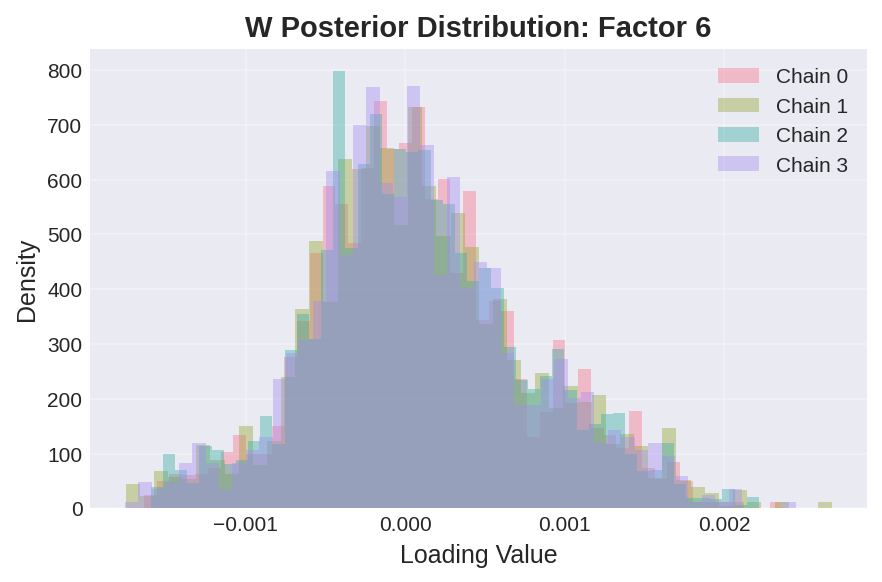 W Posterior Distribution: Factor 6
Chain 0
Chain 1
Chain 2
Chain 3
800
700
600
500
400
300
200
100
0
Density
−0.001
0.000
0.001
0.002
Loading Value